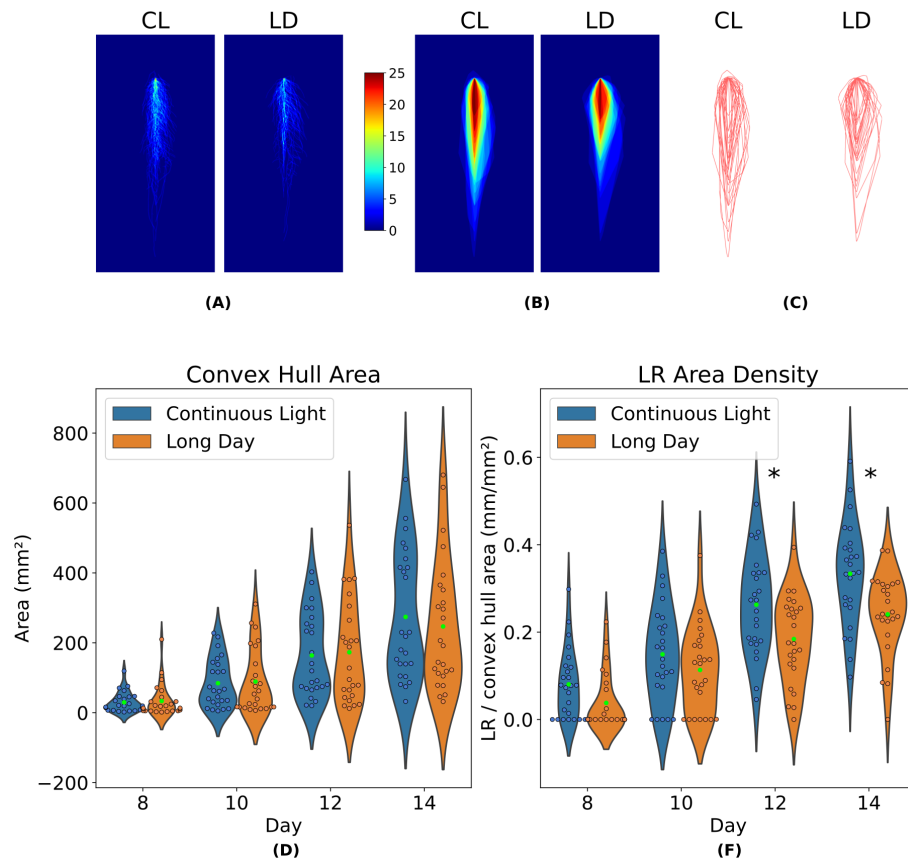 CL LD CL LD CL LD
25
20
15
10
5
0
(A) (B) (C)
Convex Hull Area
Continuous Light
Long Day
Area (mm²)
800
600
400
200
0
−200
8 10 12 14
Day
(D)
LR Area Density
Continuous Light
Long Day
* *
LR / convex hull area (mm/mm²)
0.6
0.4
0.2
0.0
8 10 12 14
Day
(F)